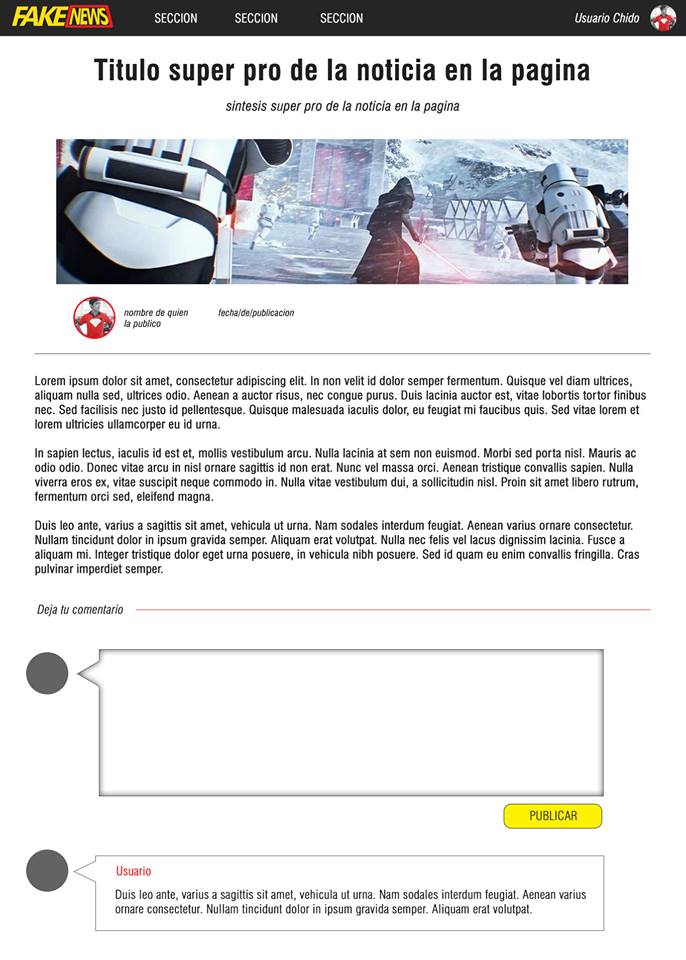 FAKE NEWS SECCION SECCION SECCION Usuario Chido
Titulo super pro de la noticia en la pagina
sintesis super pro de la noticia en la pagina
nombre de quien fecha/de/publicacion
la publico
Lorem ipsum dolor sit amet, consectetur adipiscing elit. In non velit id dolor semper fermentum. Quisque vel diam ultrices,
aliquam nulla sed, ultrices odio. Aenean a auctor risus, nec congue purus. Duis lacinia auctor est, vitae lobortis tortor finibus
nec. Sed facilisis nec justo id pellentesque. Quisque malesuada iaculis dolor, eu feugiat mi faucibus quis. Sed vitae lorem et
lorem ultricies ullamcorper eu id urna.
In sapien lectus, iaculis id est et, mollis vestibulum arcu. Nulla lacinia at sem non euismod. Morbi sed porta nisl. Mauris ac
odio odio. Donec vitae arcu in nisl ornare sagittis id non erat. Nunc vel massa orci. Aenean tristique convallis sapien. Nulla
viverra eros ex, vitae suscipit neque commodo in. Nulla vitae vestibulum dui, a sollicitudin nisl. Proin sit amet libero rutrum,
fermentum orci sed, eleifend magna.
Duis leo ante, varius a sagittis sit amet, vehicula ut urna. Nam sodales interdum feugiat. Aenean varius ornare consectetur.
Nullam tincidunt dolor in ipsum gravida semper. Aliquam erat volutpat. Nulla nec felis vel lacus dignissim lacinia. Fusce a
aliquam mi. Integer tristique dolor eget urna posuere, in vehicula nibh posuere. Sed id quam eu enim convallis fringilla. Cras
pulvinar imperdiet semper.
Deja tu comentario
PUBLICAR
Usuario
Duis leo ante, varius a sagittis sit amet, vehicula ut urna. Nam sodales interdum feugiat. Aenean varius
ornare consectetur. Nullam tincidunt dolor in ipsum gravida semper. Aliquam erat volutpat.